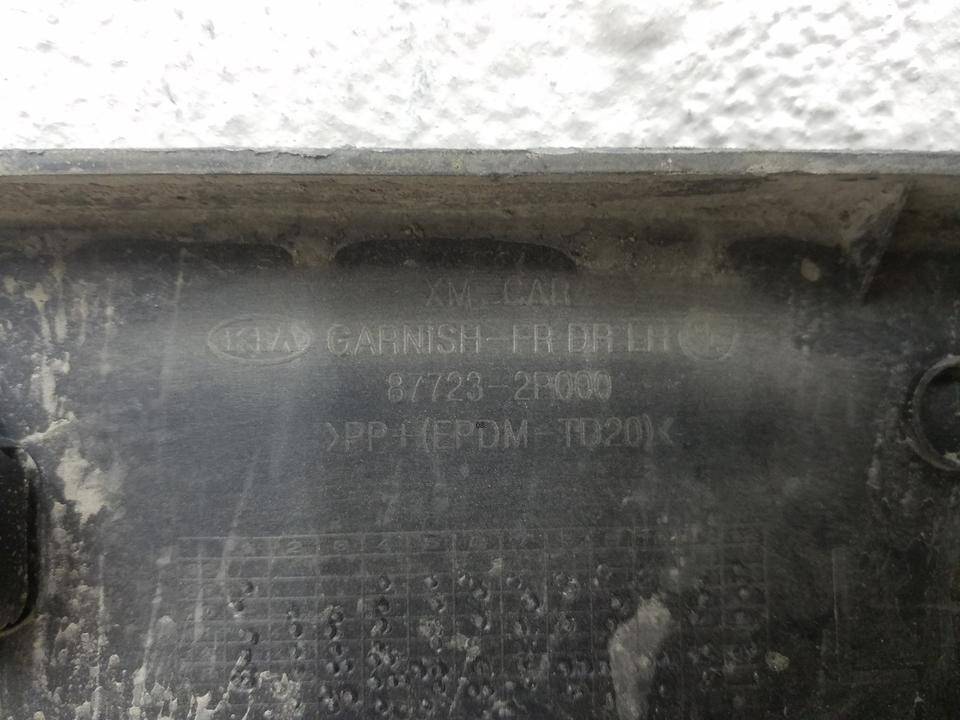 XM CAR
KIA GARNISH-FR DR LH
87723-2P000
>PP+(EPDM-TD20)<